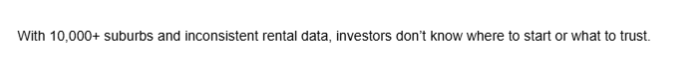 With 10,000+ suburbs and inconsistent rental data, investors don't know where to start or what to trust.